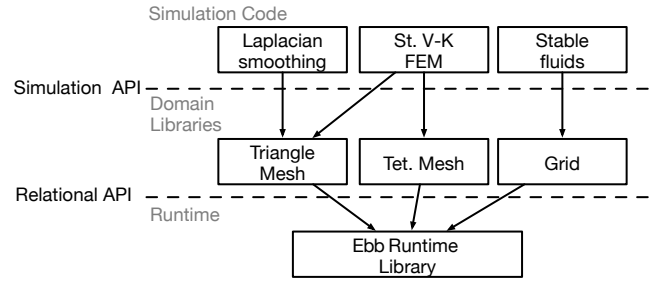 Simulation Code
Laplacian
smoothing
St. V-K
FEM
Stable
fluids
Simulation API
Domain
Libraries
Triangle
Mesh
Tet. Mesh
Grid
Relational API
Runtime
Ebb Runtime
Library